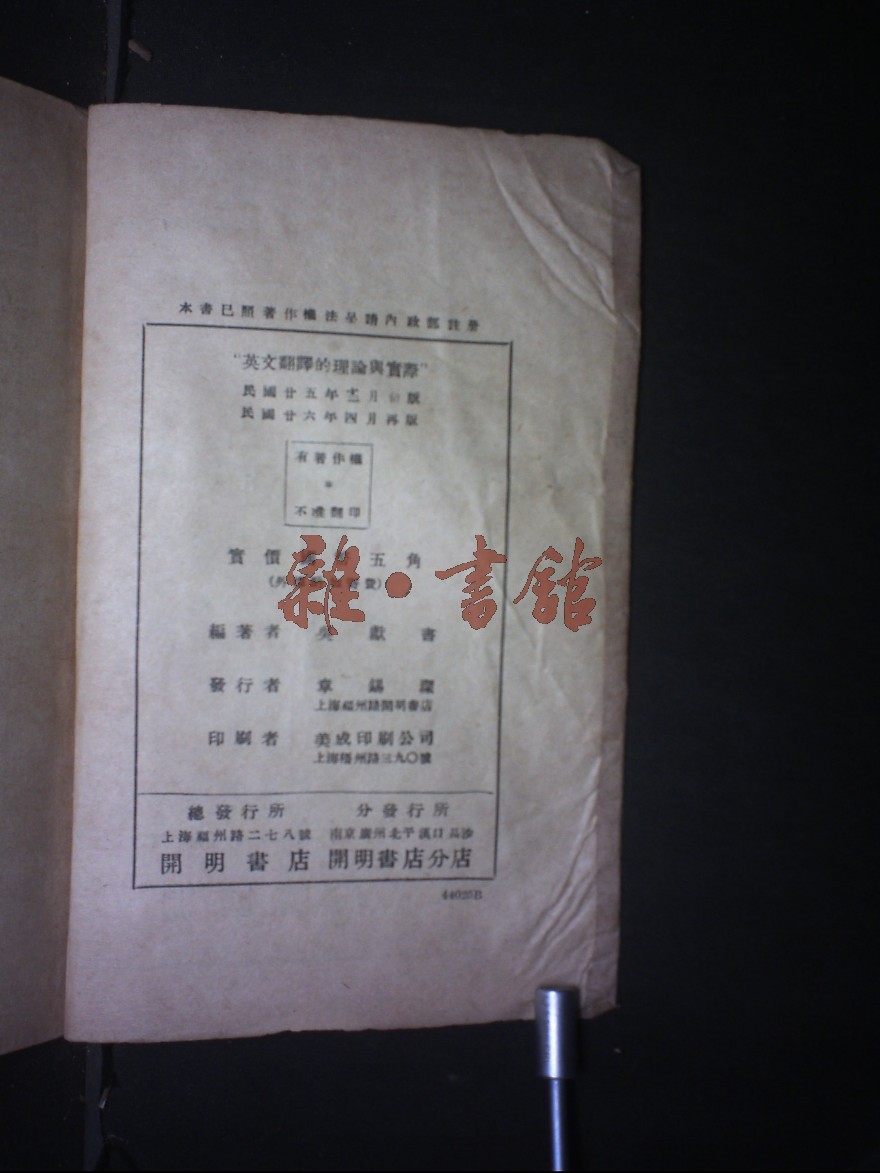 本書已照著作權法呈請內政部註册
“英文翻譯的理論與實際”
民國廿五年十二月初版
民國廿六年四月再版
有著作權
*
不准翻印
實價 五角
雜·書館
編著者 吳獻書
發行者 章錫琛
上海福州路開明書店
印刷者 美成印刷公司
上海福州路三九〇號
總發行所 分發行所
上海福州路二七八號 南京廣州北平漢口長沙
開明書店 開明書店分店
44025B